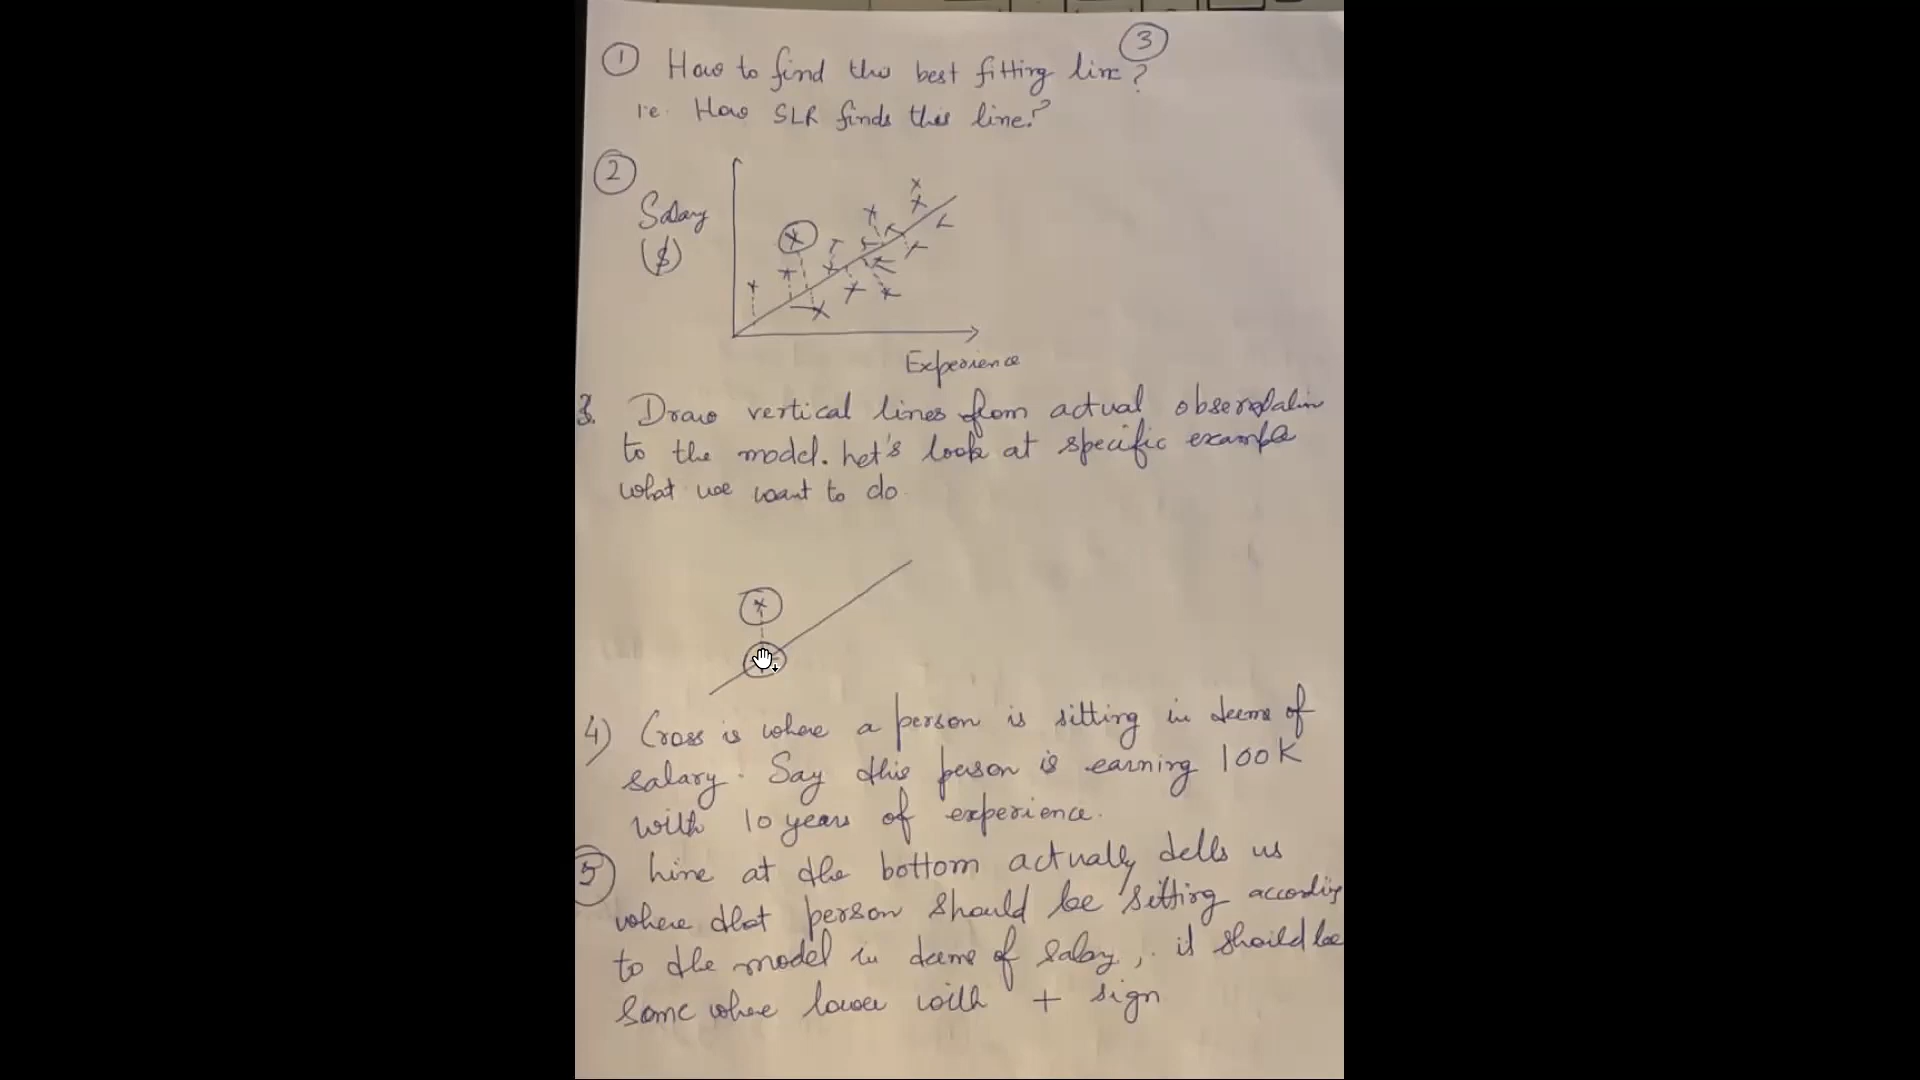 3
① How to find the best fitting line?
i.e. How SLR finds this line?
②
Salary
($)
Experience
3. Draw vertical lines from actual observation
to the model. Let's look at specific example
what we want to do
4) Cross is where a person is sitting in terms of
salary. Say this person is earning 100K
with 10 years of experience.
⑤ Line at the bottom actually tells us
where that person should be sitting according
to the model in terms of salary, it should be
some where lower with + sign